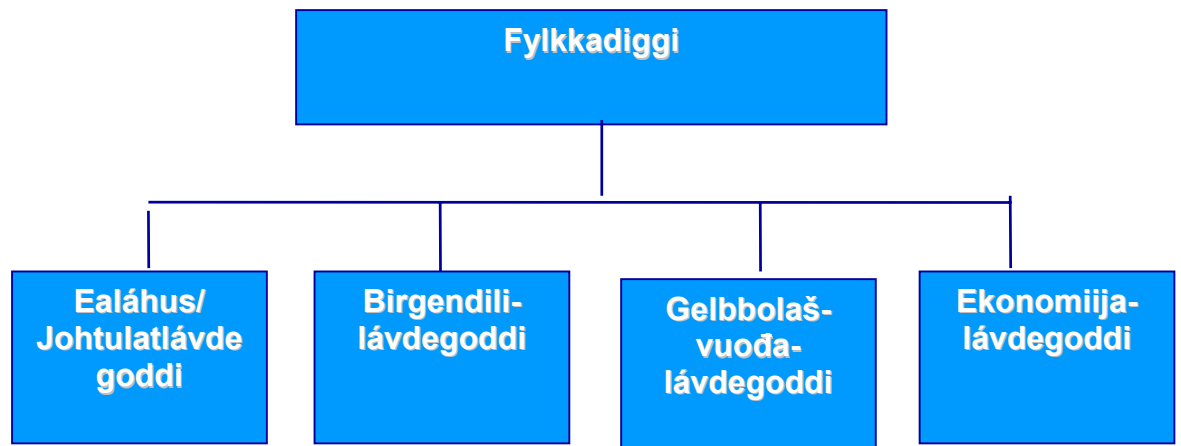 Fylkkadiggi
Ealáhus/
Johtulatlávde
goddi
Birgendili-
lávdegoddi
Gelbbolaš-
vuođa-
lávdegoddi
Ekonomiija-
lávdegoddi